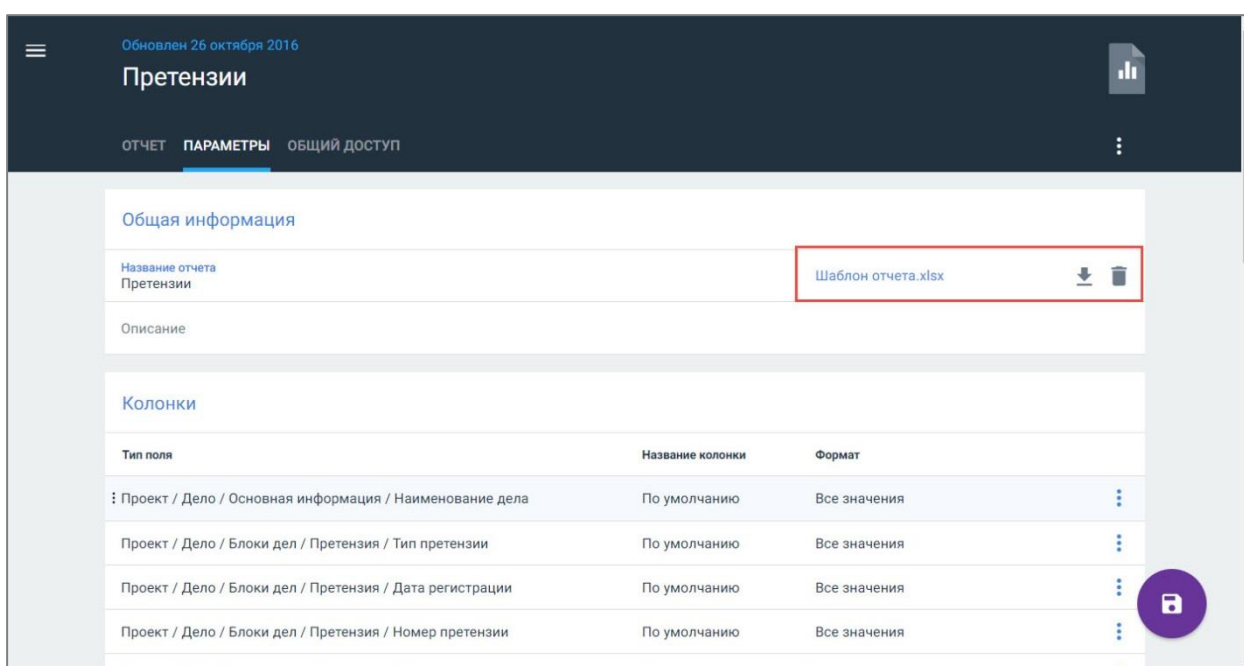 Обновлен 26 октября 2016
Претензии
ОТЧЕТ ПАРАМЕТРЫ ОБЩИЙ ДОСТУП
Общая информация
Название отчета
Претензии
Шаблон отчета.xlsx
Описание
Колонки
Тип поля Название колонки Формат
Проект / Дело / Основная информация / Наименование дела По умолчанию Все значения
Проект / Дело / Блоки дел / Претензия / Тип претензии По умолчанию Все значения
Проект / Дело / Блоки дел / Претензия / Дата регистрации По умолчанию Все значения
Проект / Дело / Блоки дел / Претензия / Номер претензии По умолчанию Все значения